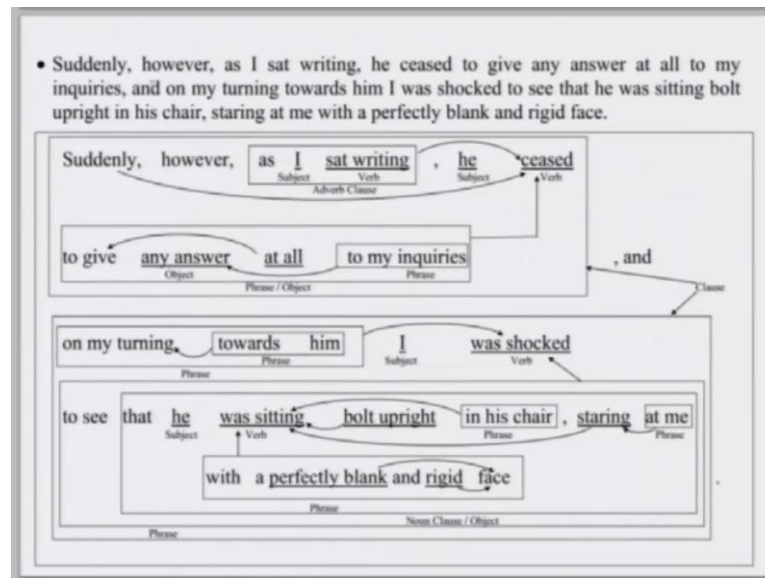 • Suddenly, however, as I sat writing, he ceased to give any answer at all to my
inquiries, and on my turning towards him I was shocked to see that he was sitting bolt
upright in his chair, staring at me with a perfectly blank and rigid face.
Suddenly, however, as I sat writing , he ceased
Subject Verb Subject Verb
Adverb Clause
to give any answer at all to my inquiries , and
Object Phrase
Phrase / Object
Clause
on my turning, towards him I was shocked
Phrase Subject Verb
Phrase
to see that he was sitting bolt upright in his chair , staring at me
Subject Verb Phrase Phrase
with a perfectly blank and rigid face .
Phrase
Noun Clause / Object
Phrase